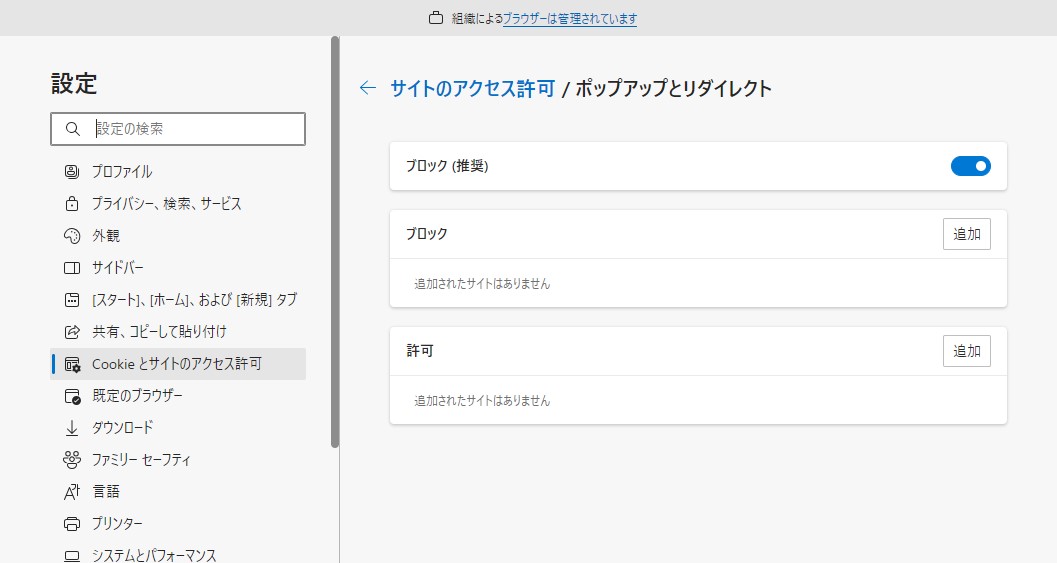 組織によるブラウザーは管理されています
設定
設定の検索
プロファイル
プライバシー、検索、サービス
外観
サイドバー
[スタート]、[ホーム]、および [新規] タブ
共有、コピーして貼り付け
Cookie とサイトのアクセス許可
既定のブラウザー
ダウンロード
ファミリー セーフティ
言語
プリンター
システムとパフォーマンス
サイトのアクセス許可 / ポップアップとリダイレクト
ブロック (推奨)
ブロック 追加
追加されたサイトはありません
許可 追加
追加されたサイトはありません